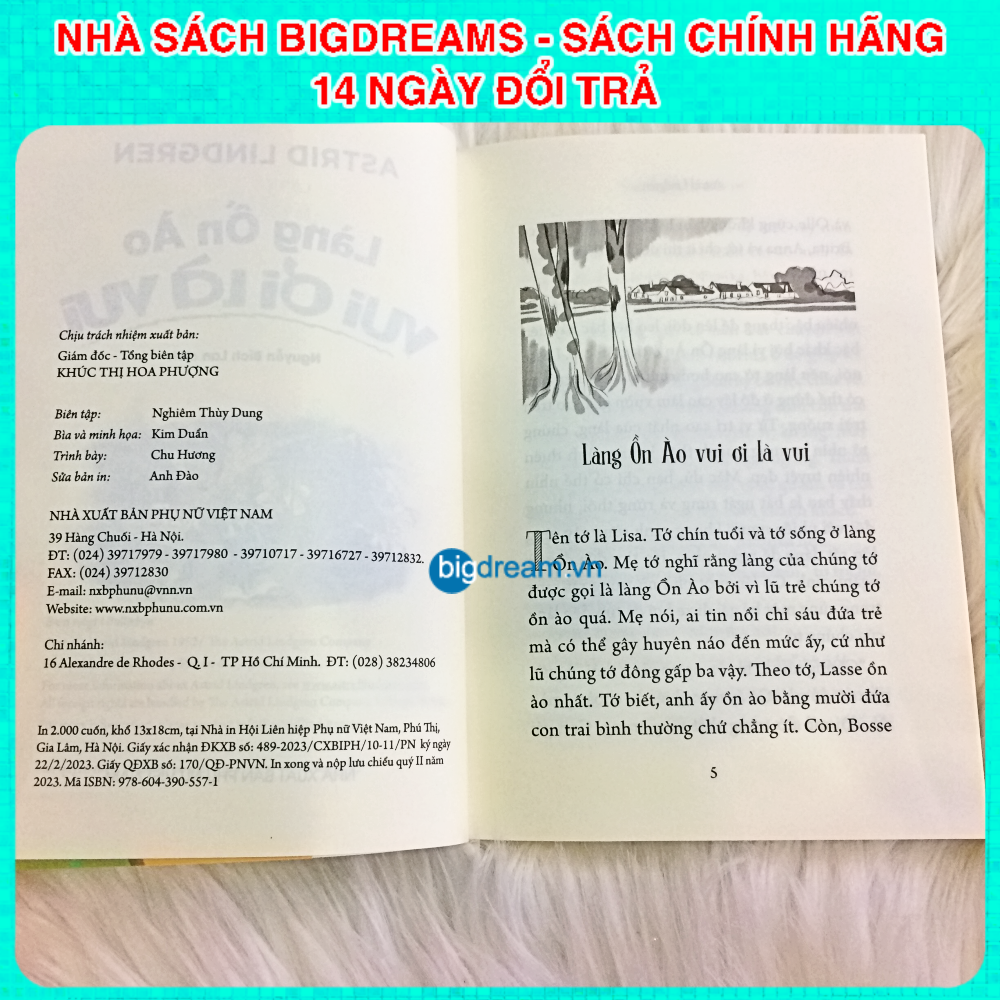 NHÀ SÁCH BIGDREAMS - SÁCH CHÍNH HÃNG
14 NGÀY ĐỔI TRẢ
ASTRID LINDGREN
Làng Ồn Ào
vui ơi là vui
Nguyễn Bích Lan
Chịu trách nhiệm xuất bản:
Giám đốc - Tổng biên tập
KHÚC THỊ HOA PHƯỢNG
Biên tập: Nghiêm Thùy Dung
Bìa và minh họa: Kim Duẩn
Trình bày: Chu Hương
Sửa bản in: Anh Đào
NHÀ XUẤT BẢN PHỤ NỮ VIỆT NAM
39 Hàng Chuối - Hà Nội.
ĐT: (024) 39717979 - 39717980 - 39710717 - 39716727 - 39712832.
FAX: (024) 39712830
E-mail: nxbphunu@vnn.vn
Website: www.nxbphunu.com.vn
Chi nhánh:
16 Alexandre de Rhodes - Q. I - TP Hồ Chí Minh. ĐT: (028) 38234806
In 2.000 cuốn, khổ 13x18cm, tại Nhà in Hội Liên hiệp Phụ nữ Việt Nam, Phú Thị,
Gia Lâm, Hà Nội. Giấy xác nhận ĐKXB số: 489-2023/CXBIPH/10-11/PN ký ngày
22/2/2023. Giấy QĐXB số: 170/QĐ-PNVN. In xong và nộp lưu chiểu quý II năm
2023. Mã ISBN: 978-604-390-557-1
Làng Ồn Ào vui ơi là vui
Tên tớ là Lisa. Tớ chín tuổi và tớ sống ở làng
Ồn Ào. Mẹ tớ nghĩ rằng làng của chúng tớ
bigdream.vn
được gọi là làng Ồn Ào bởi vì lũ trẻ chúng tớ
ồn ào quá. Mẹ nói, ai tin nổi chỉ sáu đứa trẻ
mà có thể gây huyên náo đến mức ấy, cứ như
lũ chúng tớ đông gấp ba vậy. Theo tớ, Lasse ồn
ào nhất. Tớ biết, anh ấy ồn ào bằng mười đứa
con trai bình thường chứ chẳng ít. Còn, Bosse
5